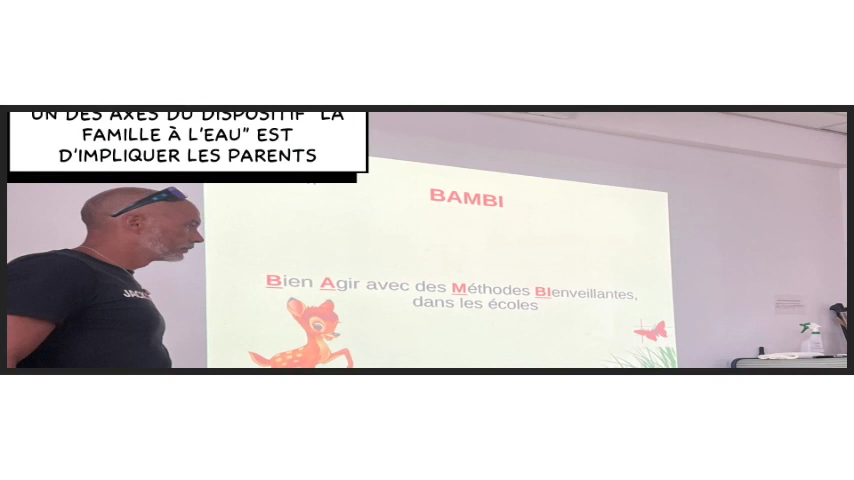 UN DES AXES DU DISPOSITIF "LA
FAMILLE À L'EAU" EST
D'IMPLIQUER LES PARENTS
BAMBI
Bien Agir avec des Méthodes BIenveillantes,
dans les écoles